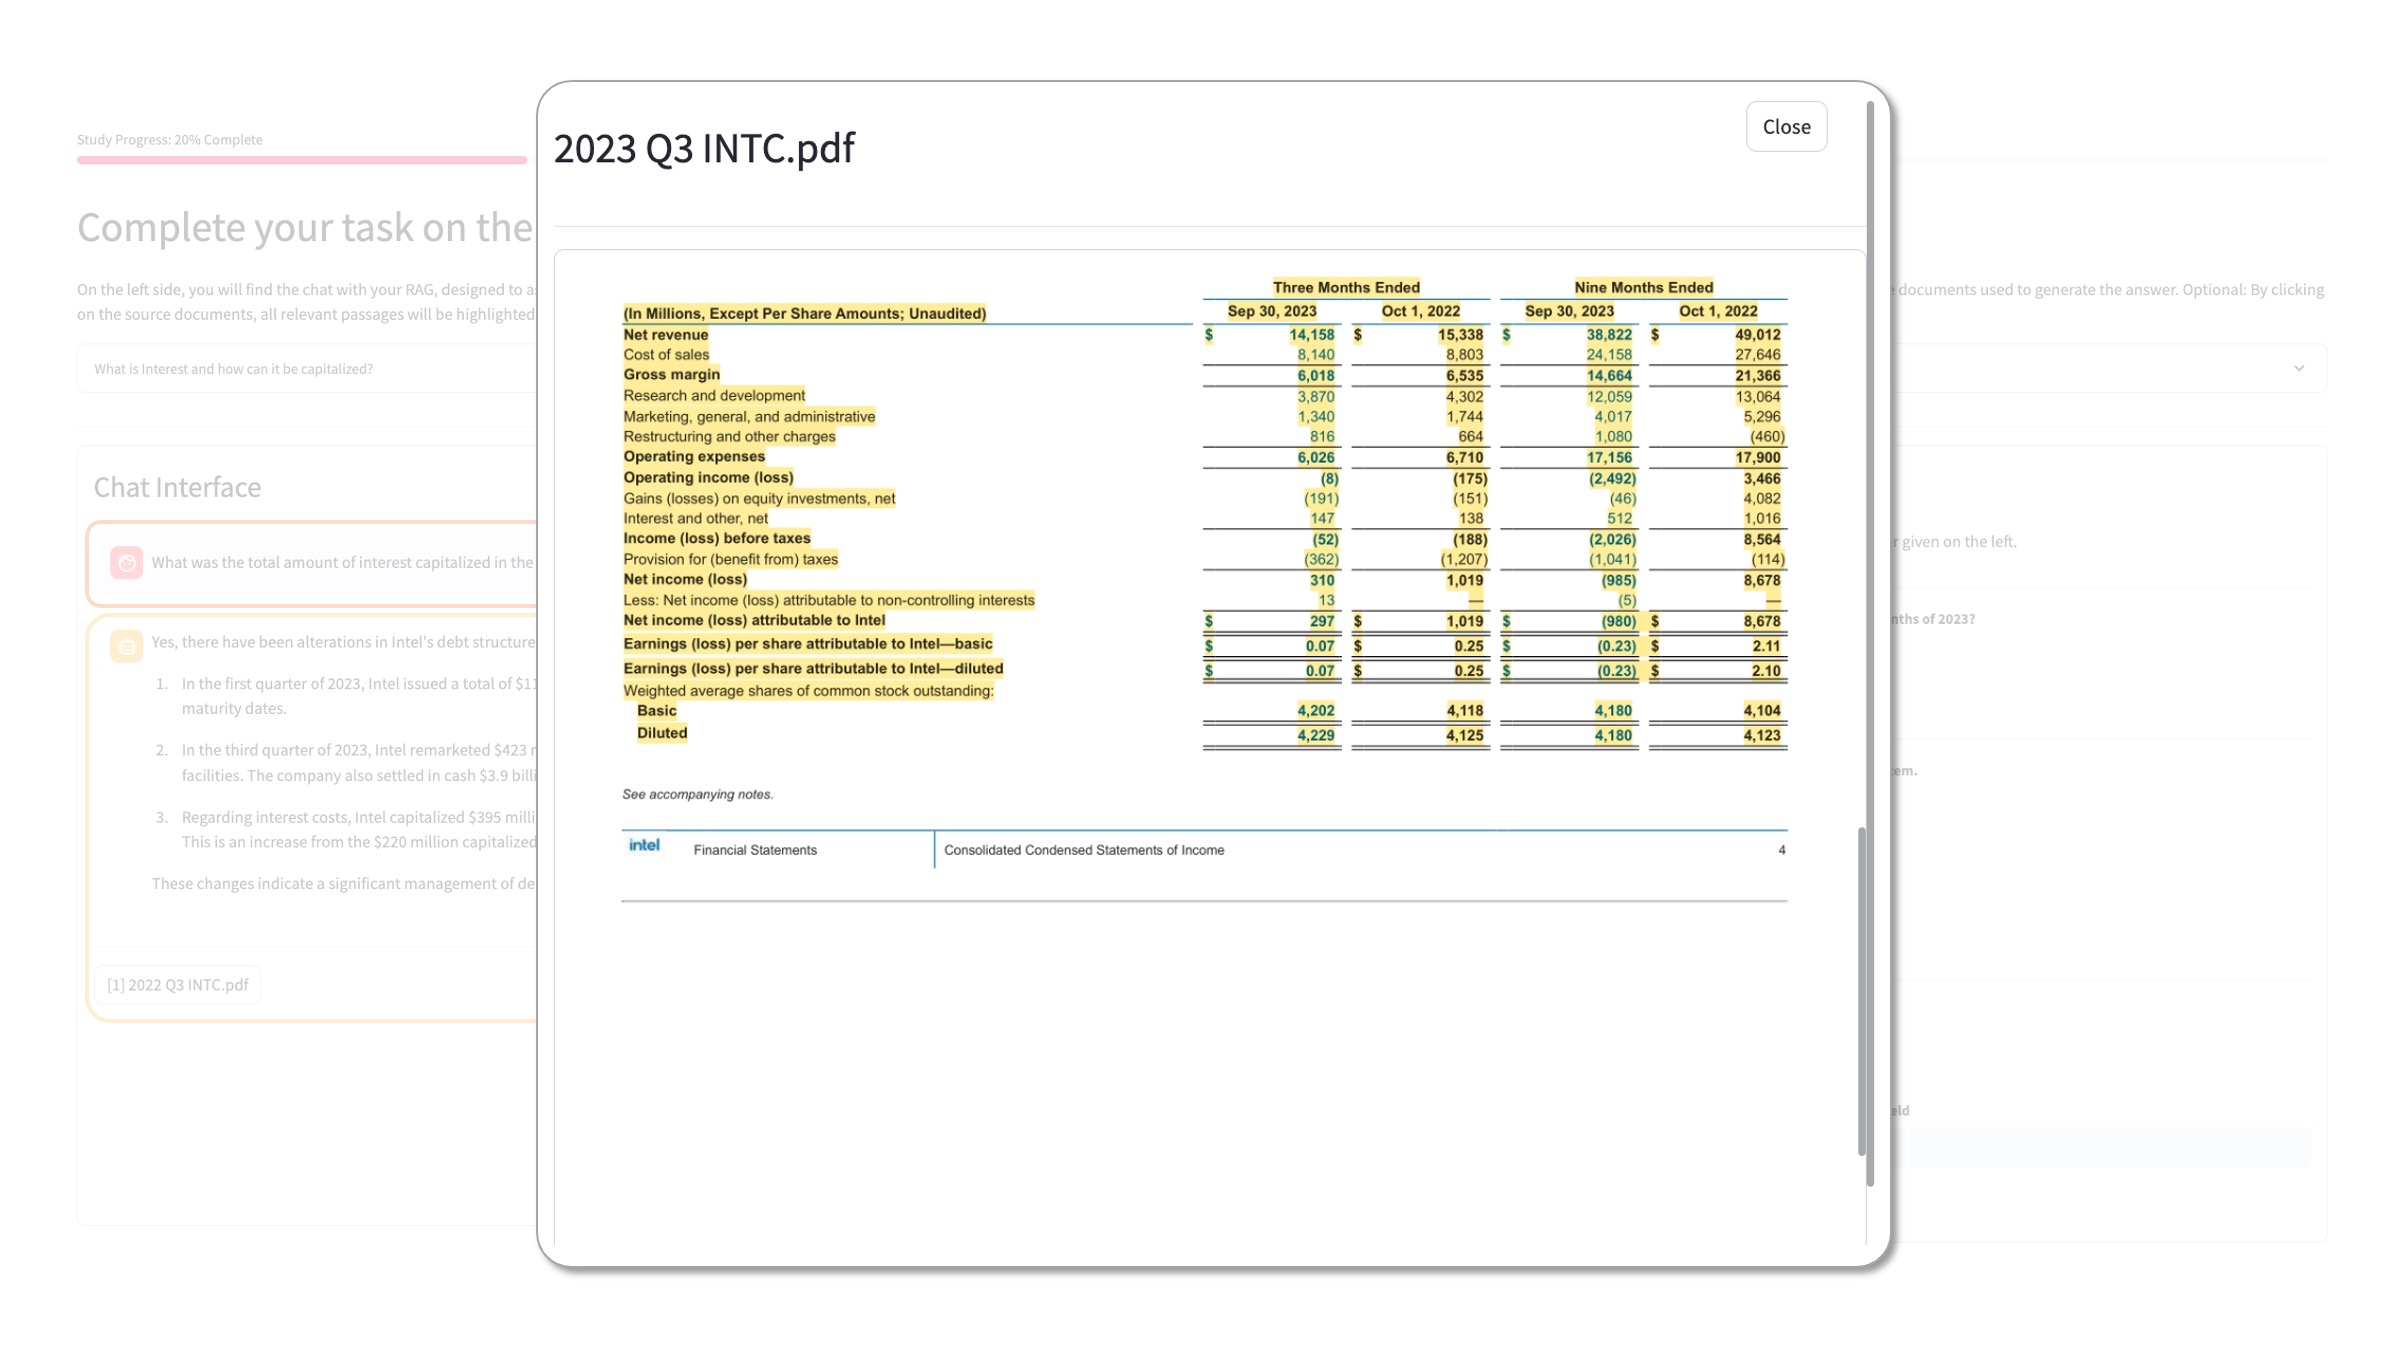 Study Progress: 20% Complete
Complete your task on the
On the left side, you will find the chat with your RAG, designed to
on the source documents, all relevant passages will be highlighted
documents used to generate the answer. Optional: By clicking
What is Interest and how can it be capitalized?
Chat Interface
What was the total amount of interest capitalized in the
Yes, there have been alterations in Intel's debt structure
1. In the first quarter of 2023, Intel issued a total of $11
maturity dates.
2. In the third quarter of 2023, Intel remarketed $423
facilities. The company also settled in cash $3.9 billi
3. Regarding interest costs, Intel capitalized $395 milli
This is an increase from the $220 million capitalized
These changes indicate a significant management of de
[1] 2022 Q3 INTC.pdf
2023 Q3 INTC.pdf
Close
Three Months Ended Nine Months Ended
(In Millions, Except Per Share Amounts; Unaudited) Sep 30, 2023 Oct 1, 2022 Sep 30, 2023 Oct 1, 2022
Net revenue $ 14,158 $ 15,338 $ 38,822 $ 49,012
Cost of sales 8,140 8,803 24,158 27,646
Gross margin 6,018 6,535 14,664 21,366
Research and development 3,870 4,302 12,059 13,064
Marketing, general, and administrative 1,340 1,744 4,017 5,296
Restructuring and other charges 816 664 1,080 (460)
Operating expenses 6,026 6,710 17,156 17,900
Operating income (loss) (8) (175) (2,492) 3,466
Gains (losses) on equity investments, net (191) (151) (46) 4,082
Interest and other, net 147 138 512 1,016
Income (loss) before taxes (52) (188) (2,026) 8,564
Provision for (benefit from) taxes (362) (1,207) (1,041) (114)
Net income (loss) 310 1,019 (985) 8,678
Less: Net income (loss) attributable to non-controlling interests 13 — (5) —
Net income (loss) attributable to Intel $ 297 $ 1,019 $ (980) $ 8,678
Earnings (loss) per share attributable to Intel—basic $ 0.07 $ 0.25 $ (0.23) $ 2.11
Earnings (loss) per share attributable to Intel—diluted $ 0.07 $ 0.25 $ (0.23) $ 2.10
Weighted average shares of common stock outstanding:
Basic 4,202 4,118 4,180 4,104
Diluted 4,229 4,125 4,180 4,123
See accompanying notes.
intel Financial Statements Consolidated Condensed Statements of Income 4
r given on the left.
nths of 2023?
tem.
eld